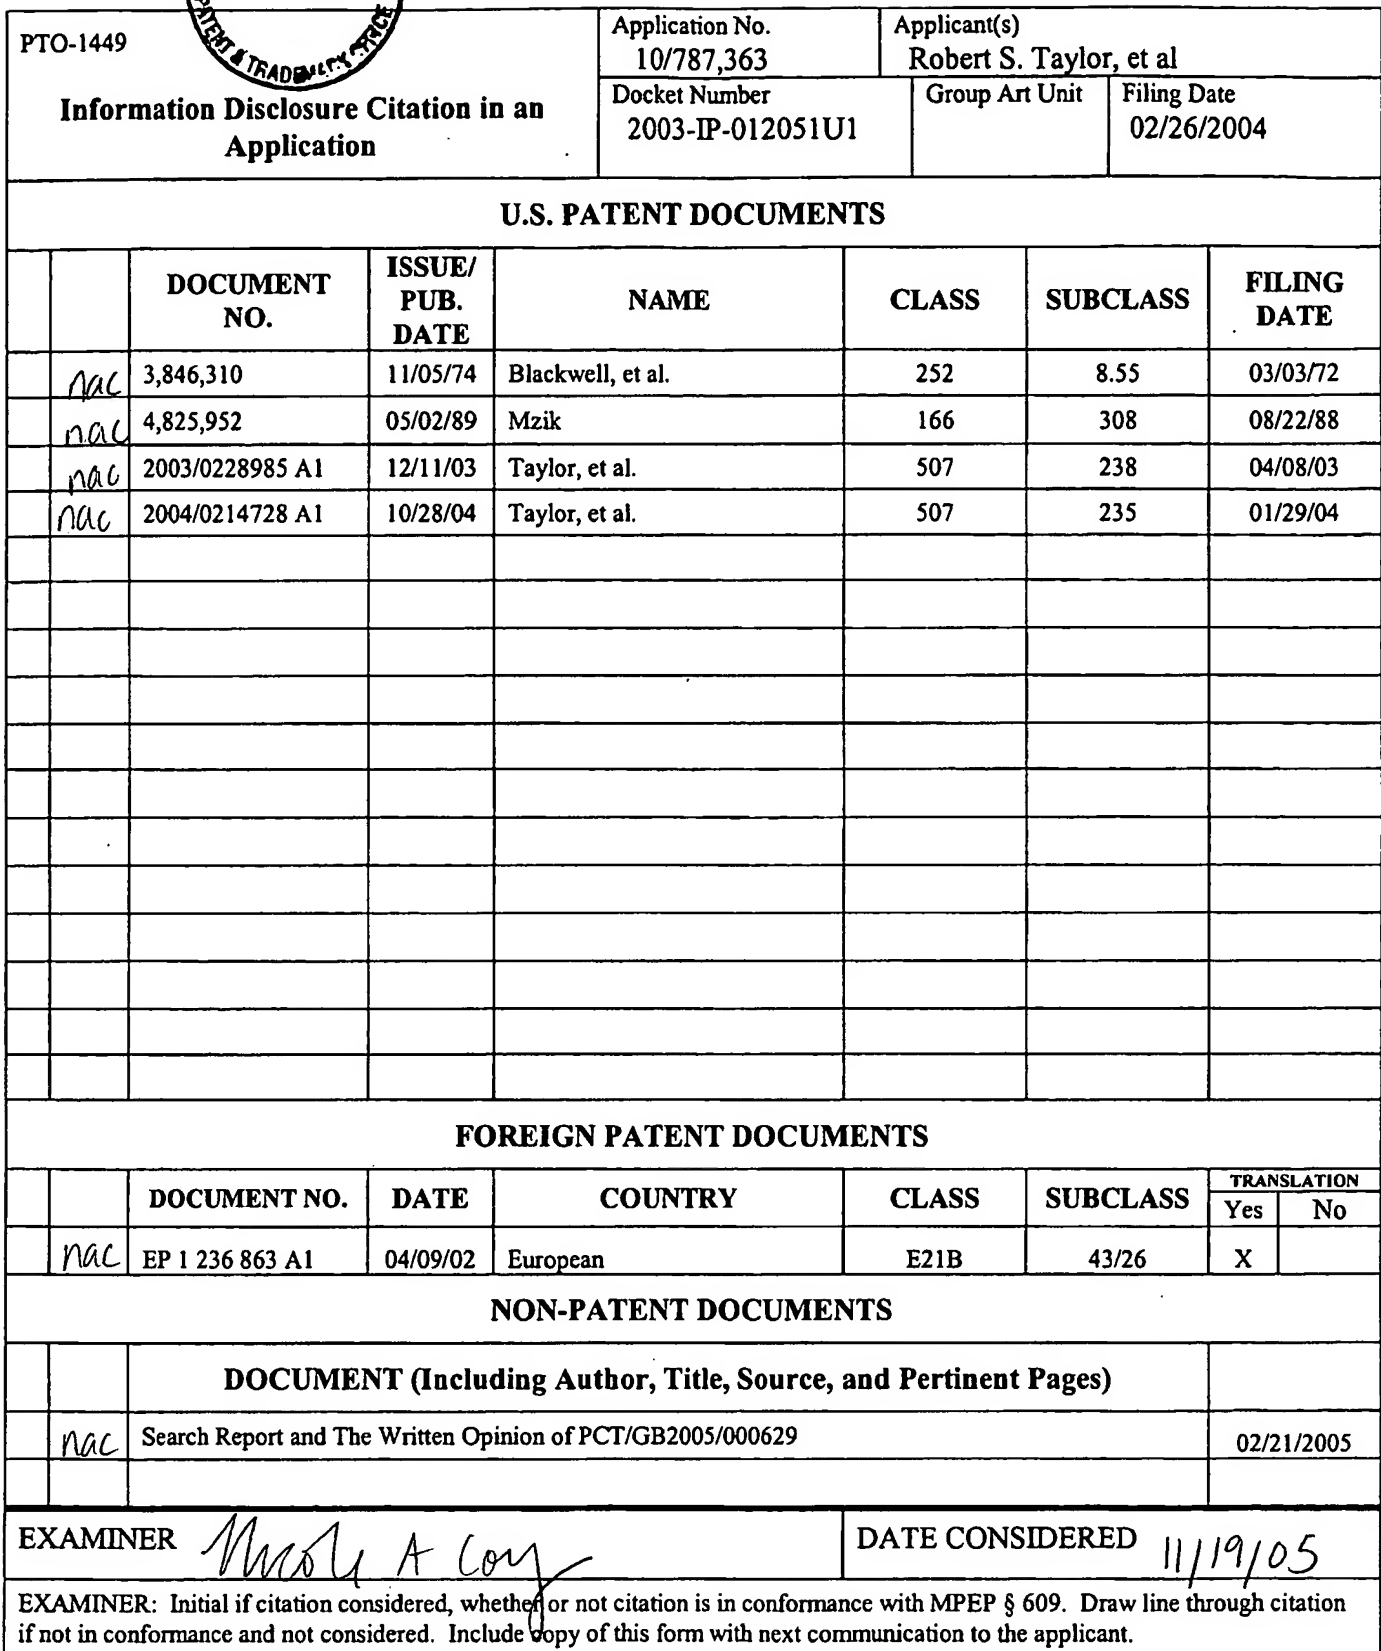 PATENT & TRADEMARK OFFICE
PTO-1449
Information Disclosure Citation in an
Application
Application No.
10/787,363
Applicant(s)
Robert S. Taylor, et al
Docket Number
2003-IP-012051U1
Group Art Unit
Filing Date
02/26/2004
U.S. PATENT DOCUMENTS
DOCUMENT
NO.
ISSUE/
PUB.
DATE
NAME
CLASS
SUBCLASS
FILING
DATE
nac 3,846,310 11/05/74 Blackwell, et al. 252 8.55 03/03/72
nac 4,825,952 05/02/89 Mzik 166 308 08/22/88
nac 2003/0228985 A1 12/11/03 Taylor, et al. 507 238 04/08/03
nac 2004/0214728 A1 10/28/04 Taylor, et al. 507 235 01/29/04
FOREIGN PATENT DOCUMENTS
DOCUMENT NO. DATE COUNTRY CLASS SUBCLASS TRANSLATION
Yes No
nac EP 1 236 863 A1 04/09/02 European E21B 43/26 X
NON-PATENT DOCUMENTS
DOCUMENT (Including Author, Title, Source, and Pertinent Pages)
nac Search Report and The Written Opinion of PCT/GB2005/000629 02/21/2005
EXAMINER Nicole A Coy
DATE CONSIDERED 11/19/05
EXAMINER: Initial if citation considered, whether or not citation is in conformance with MPEP § 609. Draw line through citation
if not in conformance and not considered. Include copy of this form with next communication to the applicant.